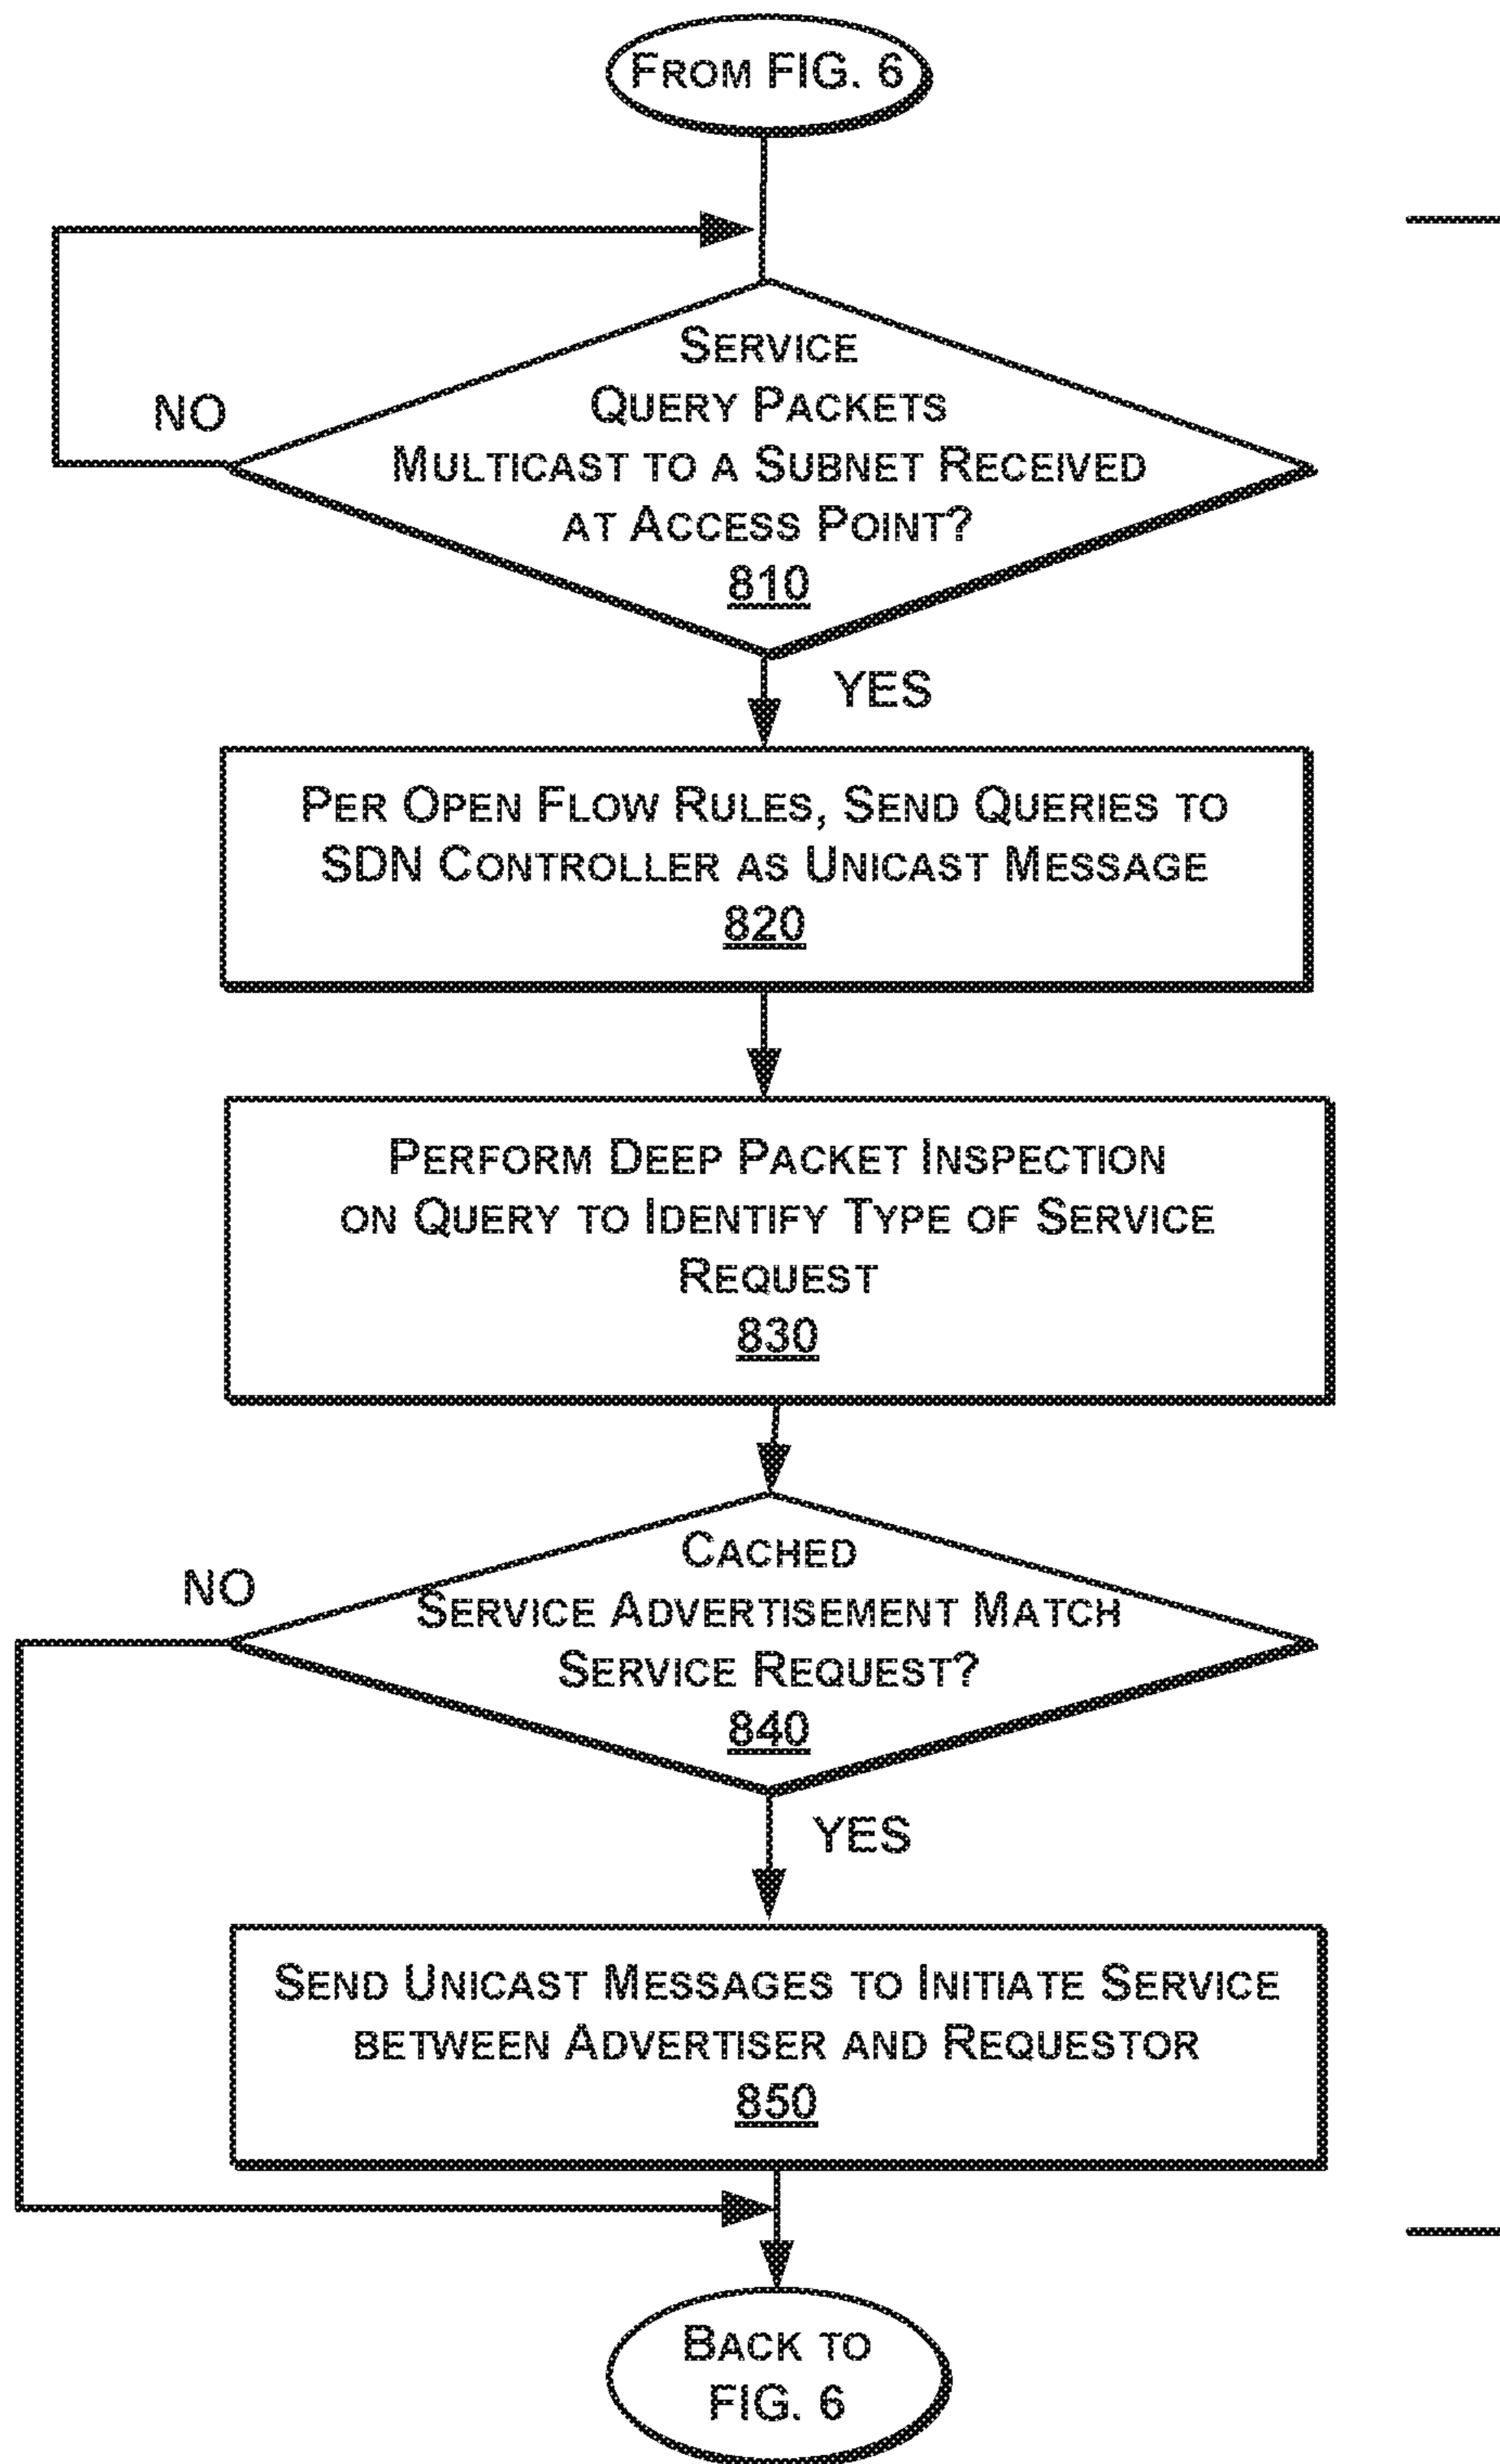 FROM FIG. 6
SERVICE
QUERY PACKETS
MULTICAST TO A SUBNET RECEIVED
AT ACCESS POINT?
810
NO
YES
PER OPEN FLOW RULES, SEND QUERIES TO
SDN CONTROLLER AS UNICAST MESSAGE
820
PERFORM DEEP PACKET INSPECTION
ON QUERY TO IDENTIFY TYPE OF SERVICE
REQUEST
830
CACHED
SERVICE ADVERTISEMENT MATCH
SERVICE REQUEST?
840
NO
YES
SEND UNICAST MESSAGES TO INITIATE SERVICE
BETWEEN ADVERTISER AND REQUESTOR
850
BACK TO
FIG. 6